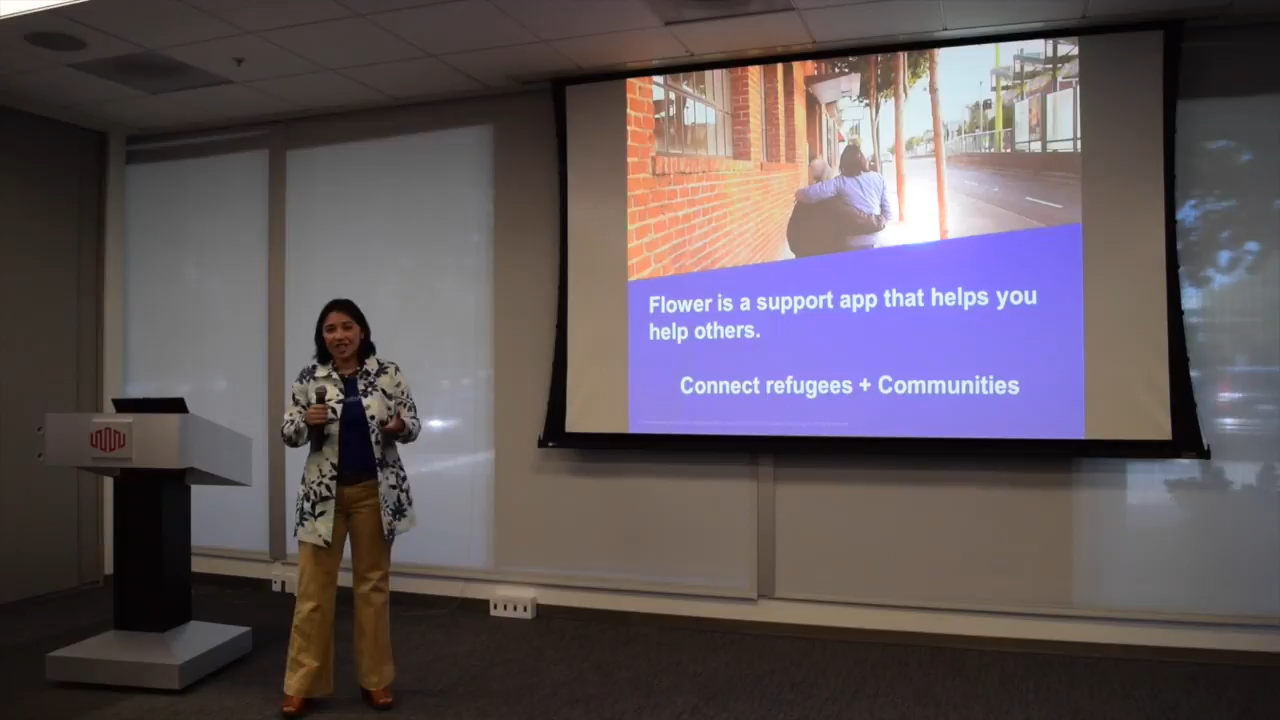 Flower is a support app that helps you
help others.
Connect refugees + Communities